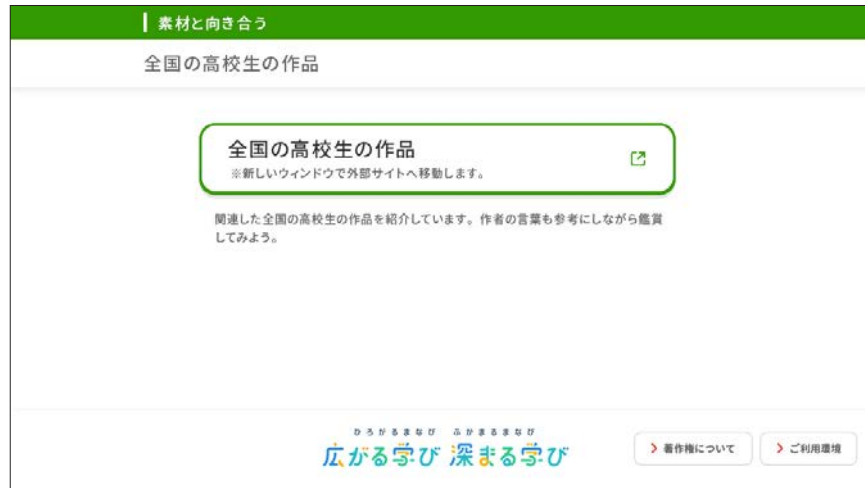 素材と向き合う
全国の高校生の作品
全国の高校生の作品
※新しいウィンドウで外部サイトへ移動します。
関連した全国の高校生の作品を紹介しています。作者の言葉も参考にしながら鑑賞
してみよう。
ひろがるまなび ふかまるまなび
広がる学び 深まる学び
著作権について
ご利用環境